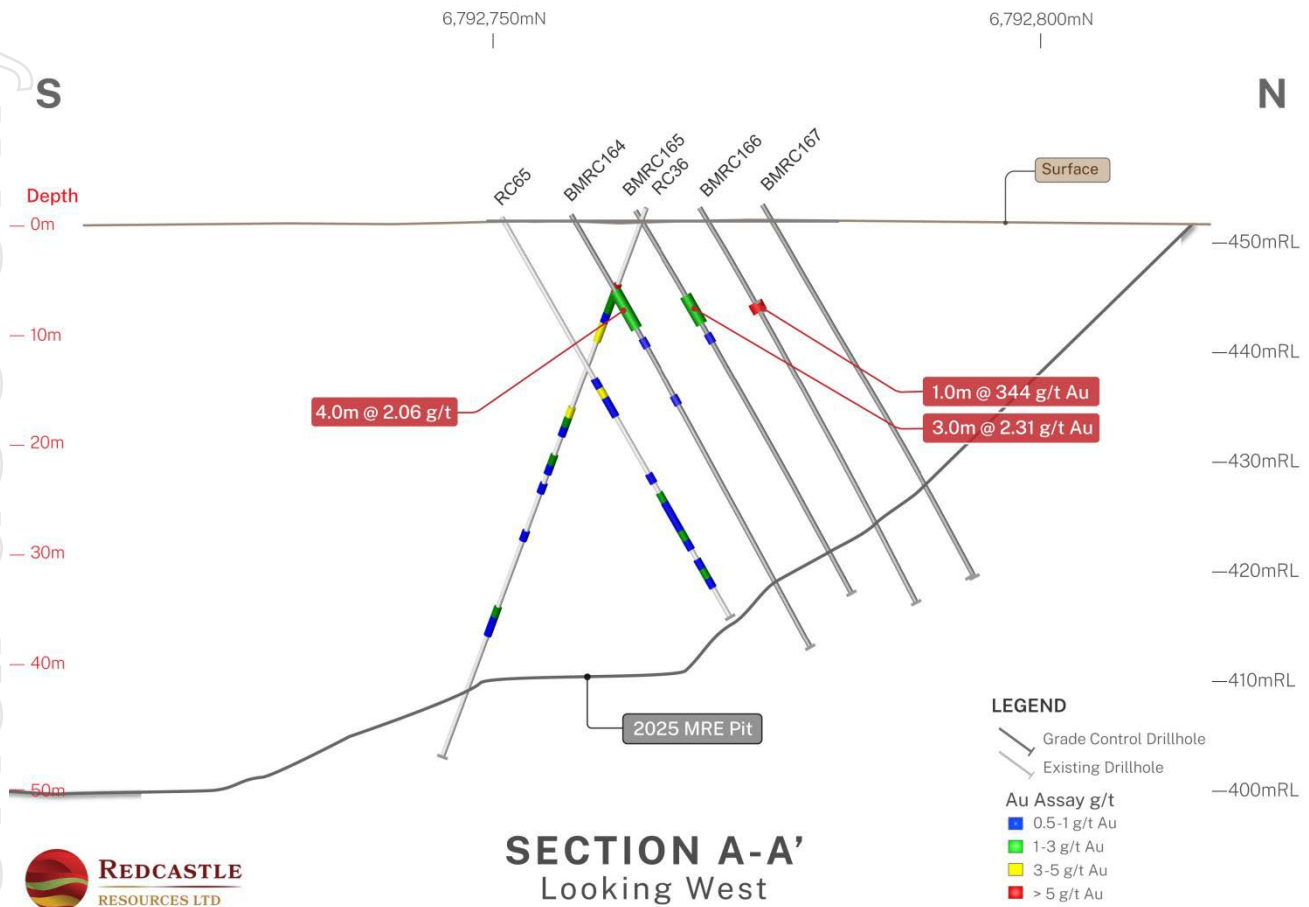 6,792,750mN
6,792,800mN
S
N
RC65
BMRC164
BMRC165
RC36
BMRC166
BMRC167
Surface
Depth
0m
10m
20m
30m
40m
50m
450mRL
440mRL
430mRL
420mRL
410mRL
400mRL
4.0m @ 2.06 g/t
1.0m @ 344 g/t Au
3.0m @ 2.31 g/t Au
2025 MRE Pit
LEGEND
Grade Control Drillhole
Existing Drillhole
Au Assay g/t
0.5-1 g/t Au
1-3 g/t Au
3-5 g/t Au
> 5 g/t Au
SECTION A-A’
Looking West
REDCASTLE
RESOURCES LTD